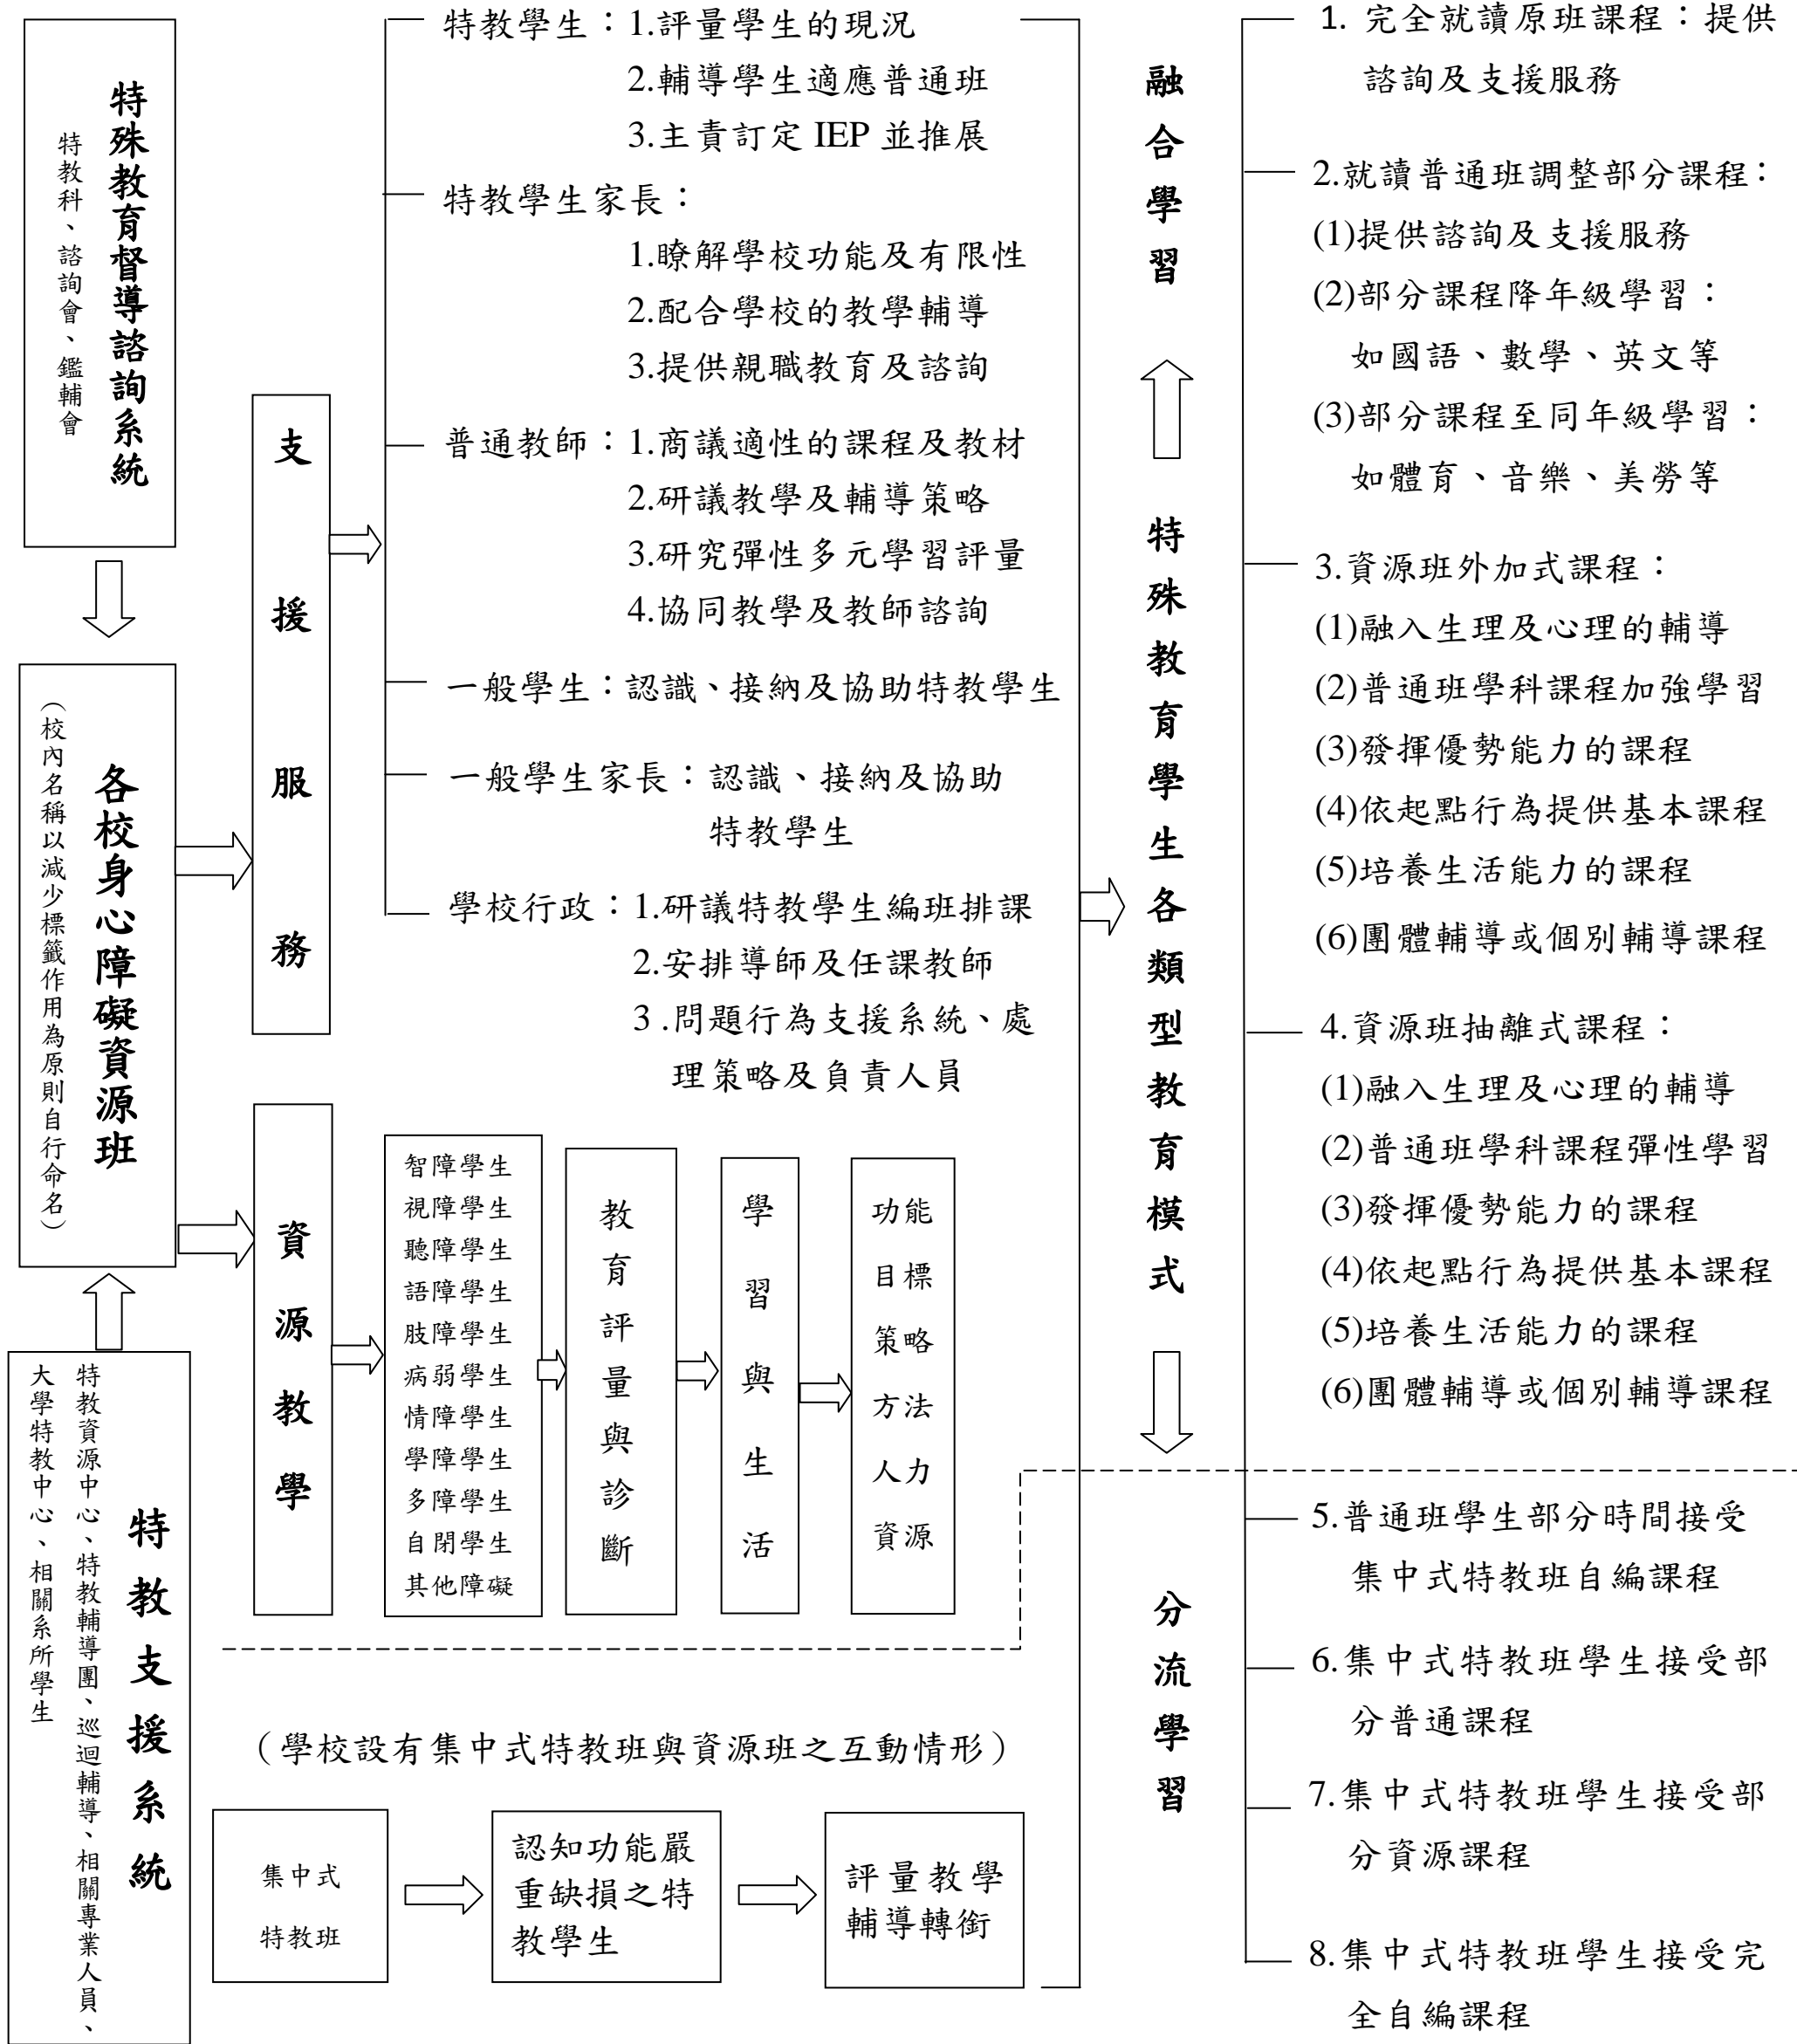 特殊教育督導諮詢系統
特教科、諮詢會、鑑輔會
各校身心障礙資源班
（校內名稱以減少標籤作用為原則自行命名）
特教支援系統
特教資源中心、特教輔導團、巡迴輔導、相關專業人員、
大學特教中心、相關系所學生
支援服務
特教學生：1.評量學生的現況
2.輔導學生適應普通班
3.主責訂定 IEP 並推展
特教學生家長：
1.瞭解學校功能及有限性
2.配合學校的教學輔導
3.提供親職教育及諮詢
普通教師：1.商議適性的課程及教材
2.研議教學及輔導策略
3.研究彈性多元學習評量
4.協同教學及教師諮詢
一般學生：認識、接納及協助特教學生
一般學生家長：認識、接納及協助
特教學生
學校行政：1.研議特教學生編班排課
2.安排導師及任課教師
3 .問題行為支援系統、處
理策略及負責人員
資源教學
智障學生
視障學生
聽障學生
語障學生
肢障學生
病弱學生
情障學生
學障學生
多障學生
自閉學生
其他障礙
教育評量與診斷
學習與生活
功能
目標
策略
方法
人力
資源
（學校設有集中式特教班與資源班之互動情形）
集中式
特教班
認知功能嚴
重缺損之特
教學生
評量教學
輔導轉銜
融合學習
特殊教育學生各類型教育模式
分流學習
1. 完全就讀原班課程：提供
諮詢及支援服務
2.就讀普通班調整部分課程：
(1)提供諮詢及支援服務
(2)部分課程降年級學習：
如國語、數學、英文等
(3)部分課程至同年級學習：
如體育、音樂、美勞等
3.資源班外加式課程：
(1)融入生理及心理的輔導
(2)普通班學科課程加強學習
(3)發揮優勢能力的課程
(4)依起點行為提供基本課程
(5)培養生活能力的課程
(6)團體輔導或個別輔導課程
4.資源班抽離式課程：
(1)融入生理及心理的輔導
(2)普通班學科課程彈性學習
(3)發揮優勢能力的課程
(4)依起點行為提供基本課程
(5)培養生活能力的課程
(6)團體輔導或個別輔導課程
5.普通班學生部分時間接受
集中式特教班自編課程
6.集中式特教班學生接受部
分普通課程
7.集中式特教班學生接受部
分資源課程
8.集中式特教班學生接受完
全自編課程